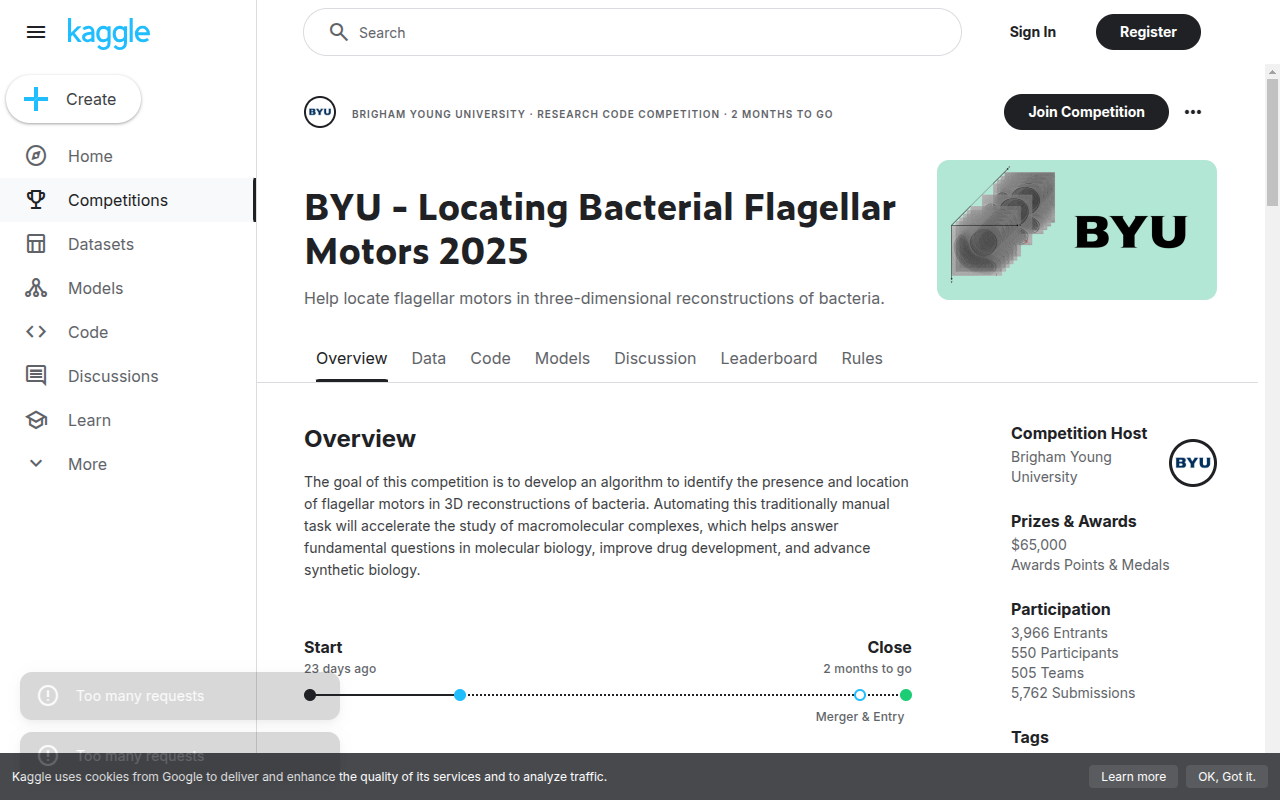 kaggle
Search
Sign In
Register
Create
Home
Competitions
Datasets
Models
Code
Discussions
Learn
More
BYU
BRIGHAM YOUNG UNIVERSITY · RESEARCH CODE COMPETITION · 2 MONTHS TO GO
Join Competition
BYU - Locating Bacterial Flagellar
Motors 2025
Help locate flagellar motors in three-dimensional reconstructions of bacteria.
BYU
Overview
Data
Code
Models
Discussion
Leaderboard
Rules
Overview
The goal of this competition is to develop an algorithm to identify the presence and location
of flagellar motors in 3D reconstructions of bacteria. Automating this traditionally manual
task will accelerate the study of macromolecular complexes, which helps answer
fundamental questions in molecular biology, improve drug development, and advance
synthetic biology.
Start
23 days ago
Close
2 months to go
Merger & Entry
Competition Host
Brigham Young
University
BYU
Prizes & Awards
$65,000
Awards Points & Medals
Participation
3,966 Entrants
550 Participants
505 Teams
5,762 Submissions
Tags
Too many requests
Too many requests
Kaggle uses cookies from Google to deliver and enhance the quality of its services and to analyze traffic.
Learn more
OK, Got it.